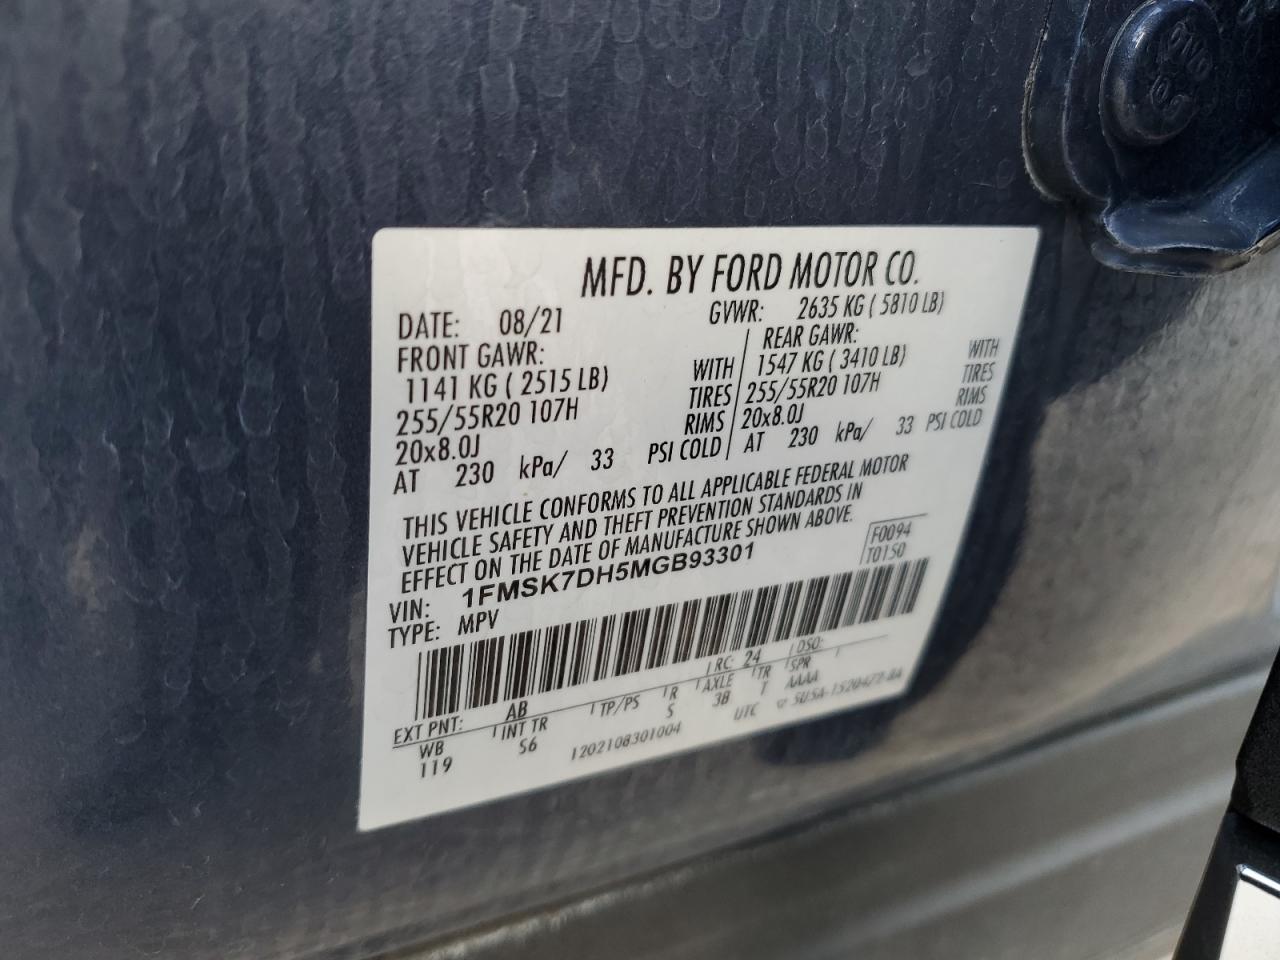 MFD. BY FORD MOTOR CO.
DATE: 08/21 GVWR: 2635 KG ( 5810 LB)
FRONT GAWR: REAR GAWR:
1141 KG ( 2515 LB) WITH 1547 KG ( 3410 LB) WITH
255/55R20 107H TIRES 255/55R20 107H TIRES
20x8.0J RIMS 20x8.0J RIMS
AT 230 kPa/ 33 PSI COLD AT 230 kPa/ 33 PSI COLD
THIS VEHICLE CONFORMS TO ALL APPLICABLE FEDERAL MOTOR
VEHICLE SAFETY AND THEFT PREVENTION STANDARDS IN
EFFECT ON THE DATE OF MANUFACTURE SHOWN ABOVE.
F0094
T0150
VIN: 1FMSK7DH5MGB93301
TYPE: MPV
EXT PNT: AB RC: 24 DSO:
WB INT TR TP/PS R AXLE TR SPR
119 S6 S 3B T AAAA
1202108301004 UTC